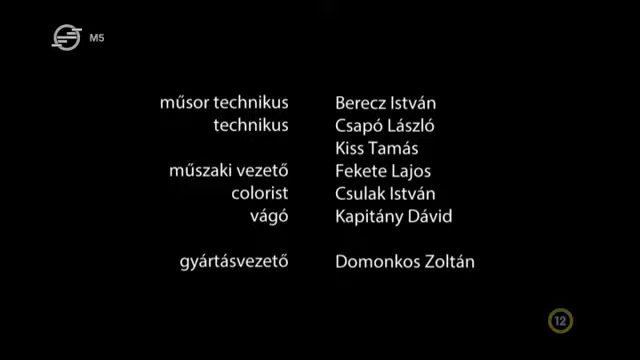 M5
műsor technikus Berecz István
technikus Csapó László
Kiss Tamás
műszaki vezető Fekete Lajos
colorist Csulak István
vágó Kapitány Dávid
gyártásvezető Domonkos Zoltán
12